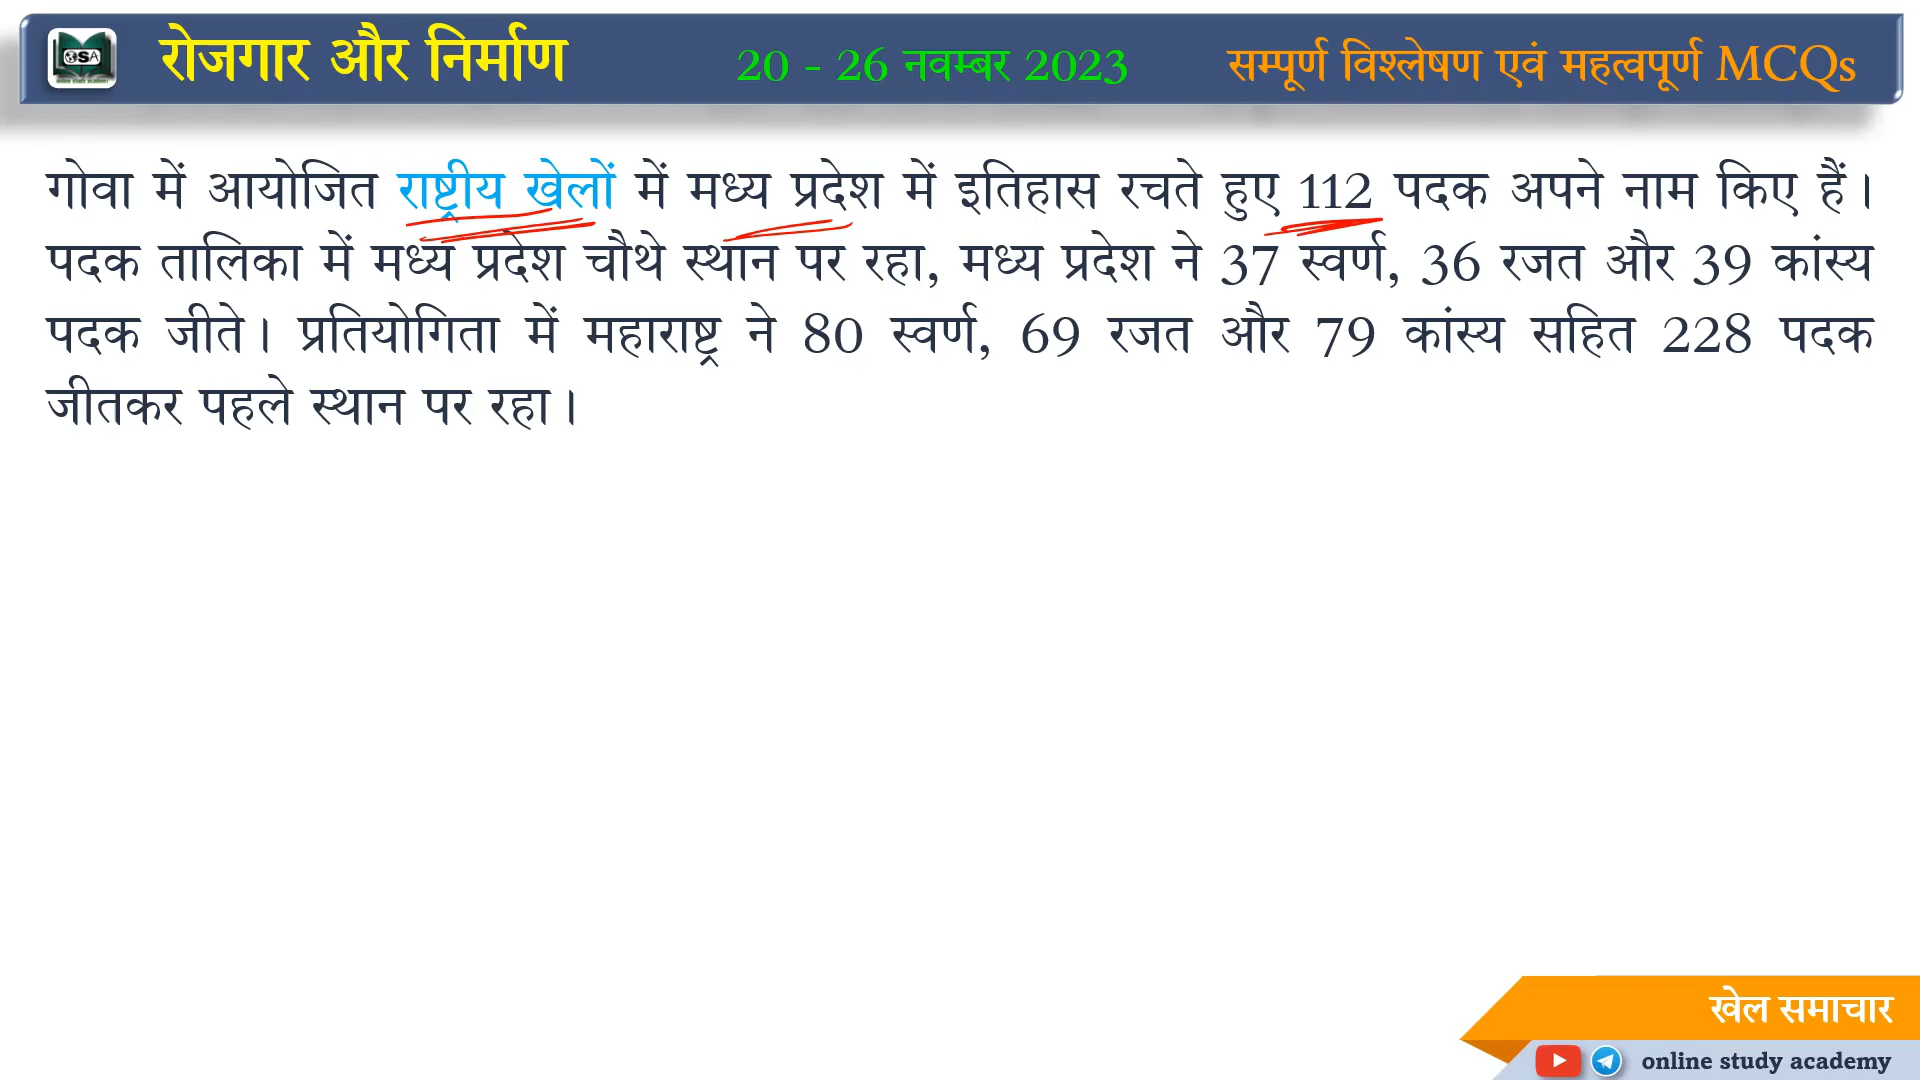 OSA
रोजगार और निर्माण
20 - 26 नवम्बर 2023
सम्पूर्ण विश्लेषण एवं महत्वपूर्ण MCQs
गोवा में आयोजित राष्ट्रीय खेलों में मध्य प्रदेश में इतिहास रचते हुए 112 पदक अपने नाम किए हैं।
पदक तालिका में मध्य प्रदेश चौथे स्थान पर रहा, मध्य प्रदेश ने 37 स्वर्ण, 36 रजत और 39 कांस्य
पदक जीते। प्रतियोगिता में महाराष्ट्र ने 80 स्वर्ण, 69 रजत और 79 कांस्य सहित 228 पदक
जीतकर पहले स्थान पर रहा।
खेल समाचार
online study academy